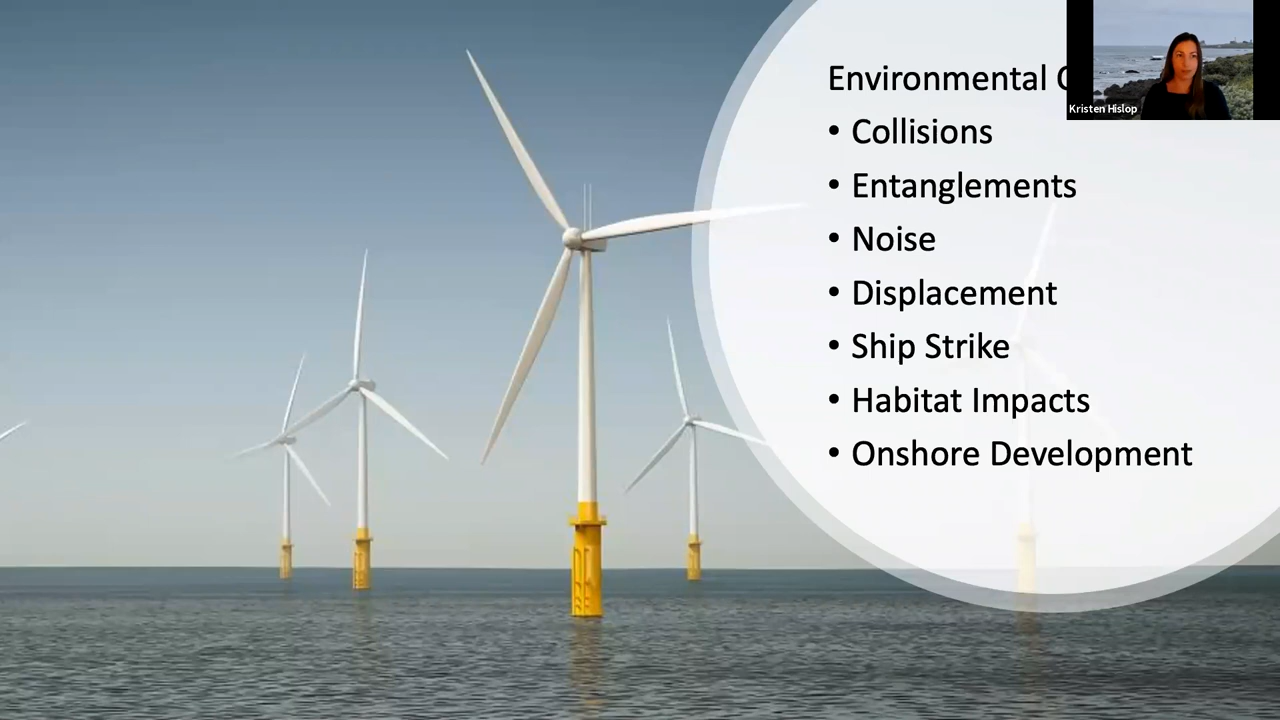 Environmental
• Collisions
• Entanglements
• Noise
• Displacement
• Ship Strike
• Habitat Impacts
• Onshore Development
Kristen Hislop